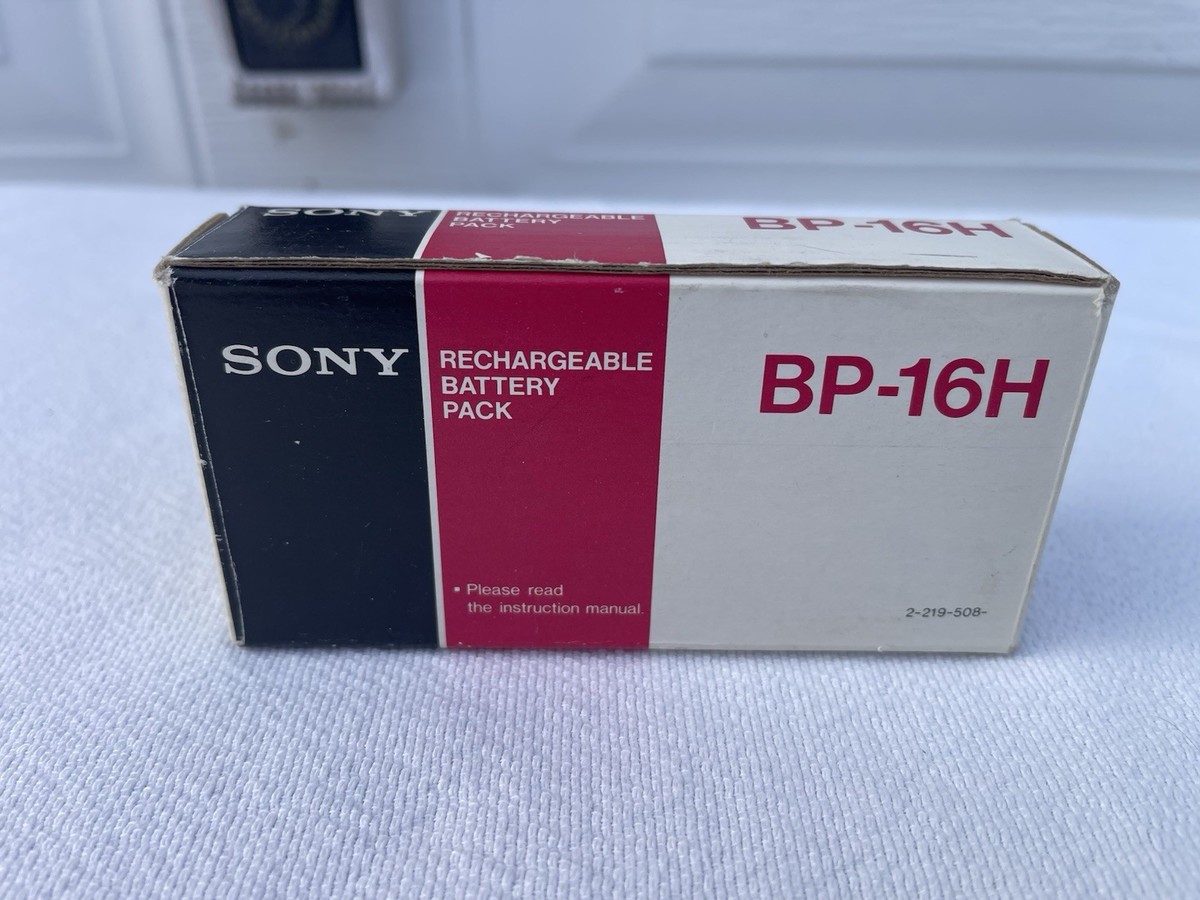 SONY
RECHARGEABLE
BATTERY
PACK
BP-16H
SONY
RECHARGEABLE
BATTERY
PACK
BP-16H
▪ Please read
the instruction manual.
2-219-508-